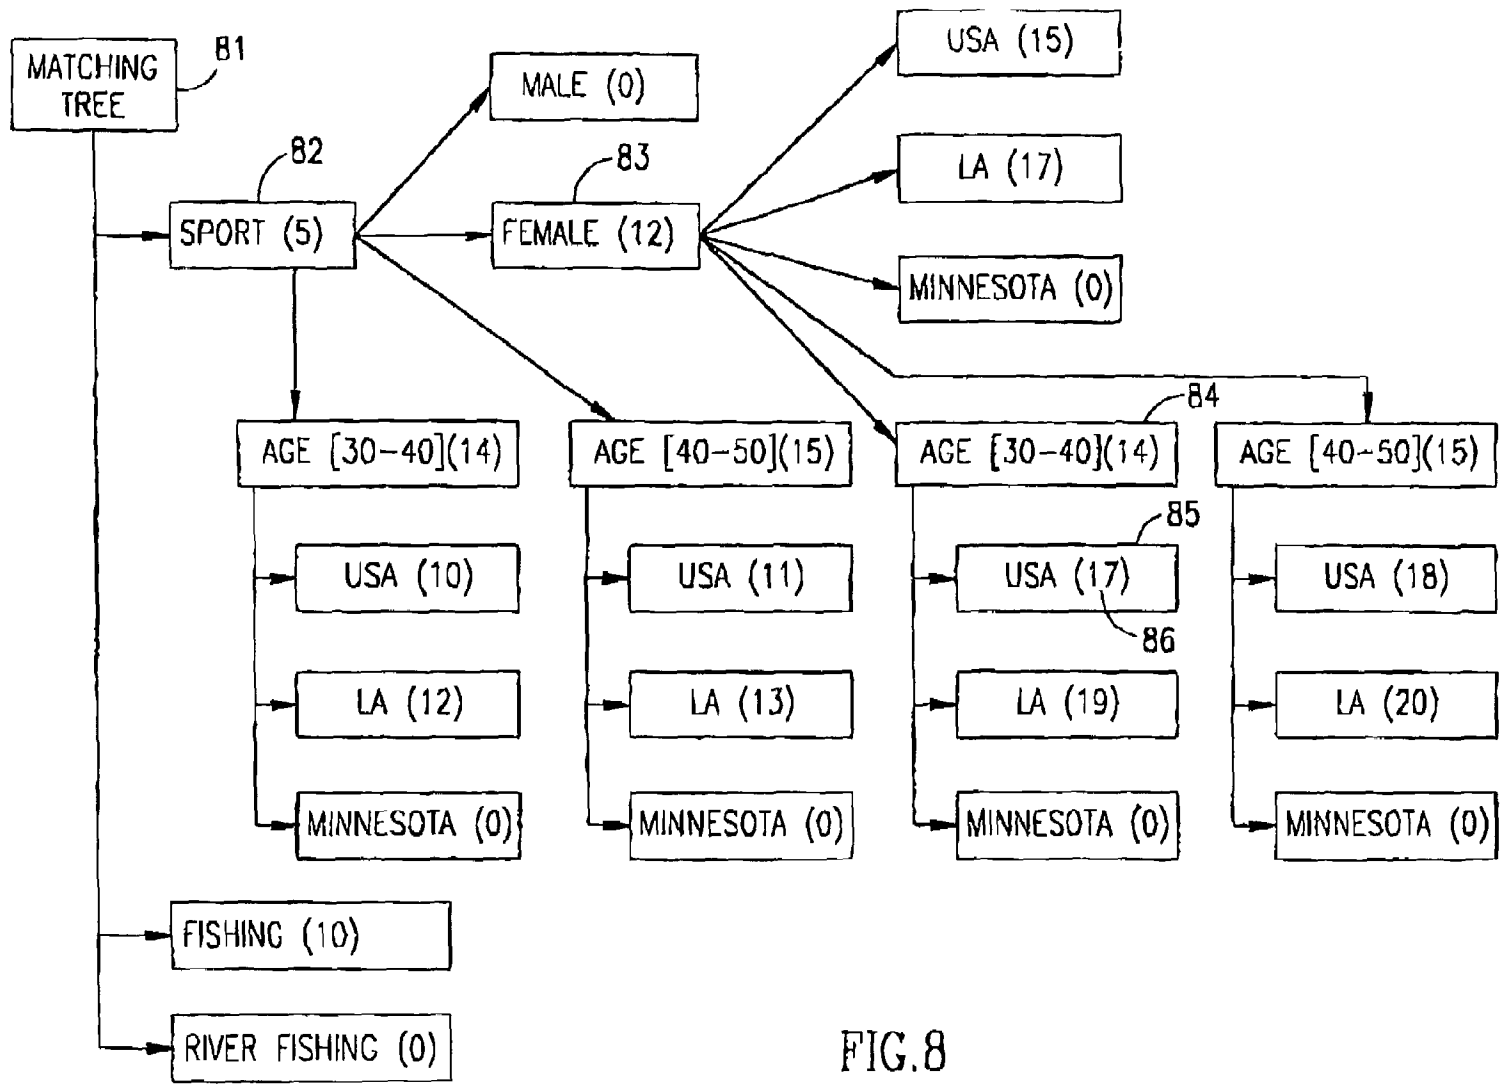 MATCHING
TREE
81
MALE (0)
USA (15)
82
83
LA (17)
SPORT (5)
FEMALE (12)
MINNESOTA (0)
84
AGE [30-40](14)
AGE [40-50](15)
AGE [30-40](14)
AGE [40-50](15)
85
USA (10)
USA (11)
USA (17)
USA (18)
86
LA (12)
LA (13)
LA (19)
LA (20)
MINNESOTA (0)
MINNESOTA (0)
MINNESOTA (0)
MINNESOTA (0)
FISHING (10)
RIVER FISHING (0)
FIG.8